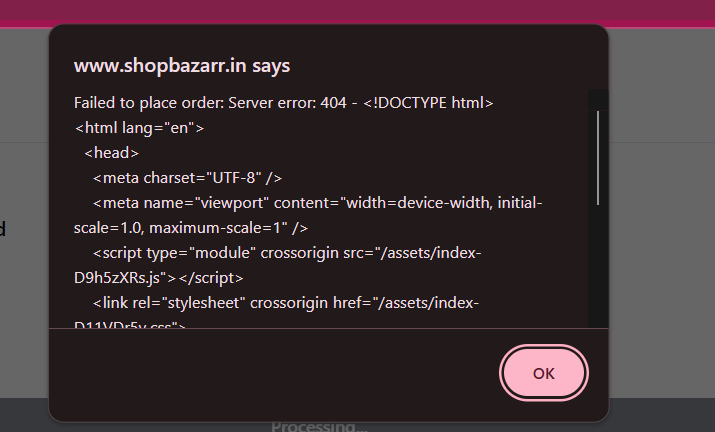 www.shopbazarr.in says
Failed to place order: Server error: 404 - <!DOCTYPE html>
<html lang="en">
<head>
<meta charset="UTF-8" />
<meta name="viewport" content="width=device-width, initial-
scale=1.0, maximum-scale=1" />
<script type="module" crossorigin src="/assets/index-
D9h5zXRs.js"></script>
<link rel="stylesheet" crossorigin href="/assets/index-
OK
Processing...